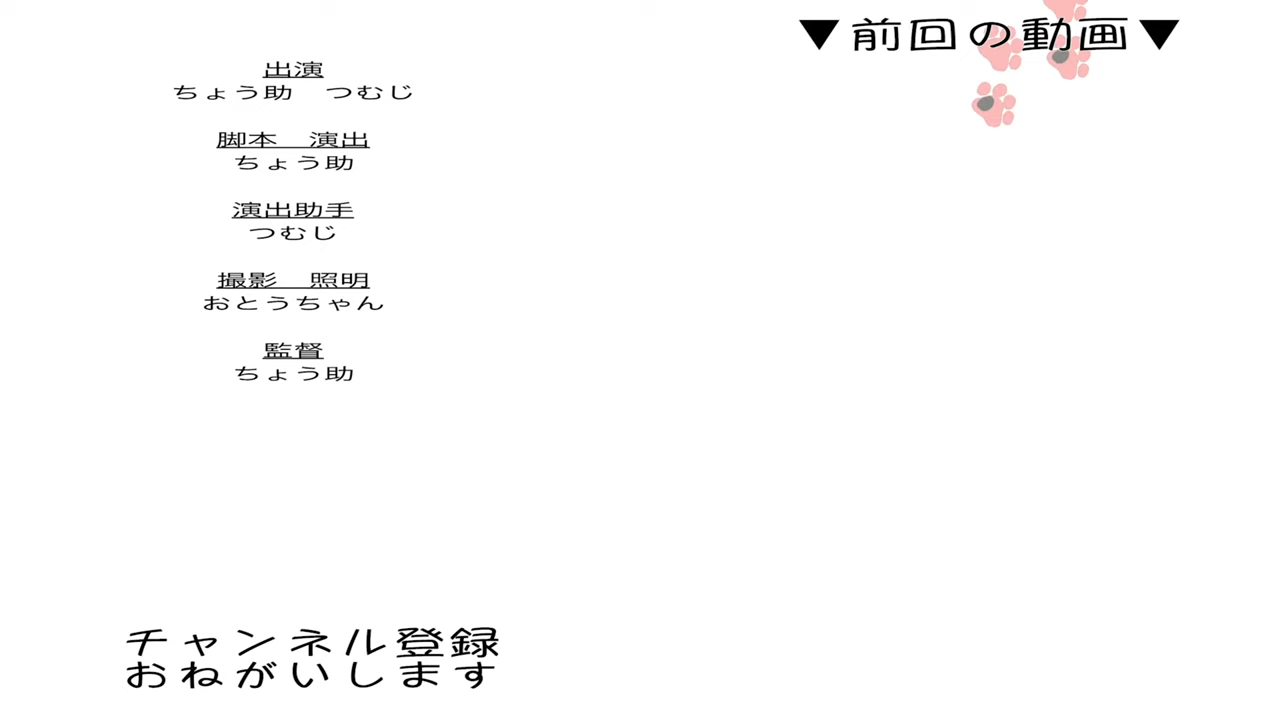 ▼前回の動画▼
出演
ちょう助　つむじ
脚本　演出
ちょう助
演出助手
つむじ
撮影　照明
おとうちゃん
監督
ちょう助
チャンネル登録
おねがいします